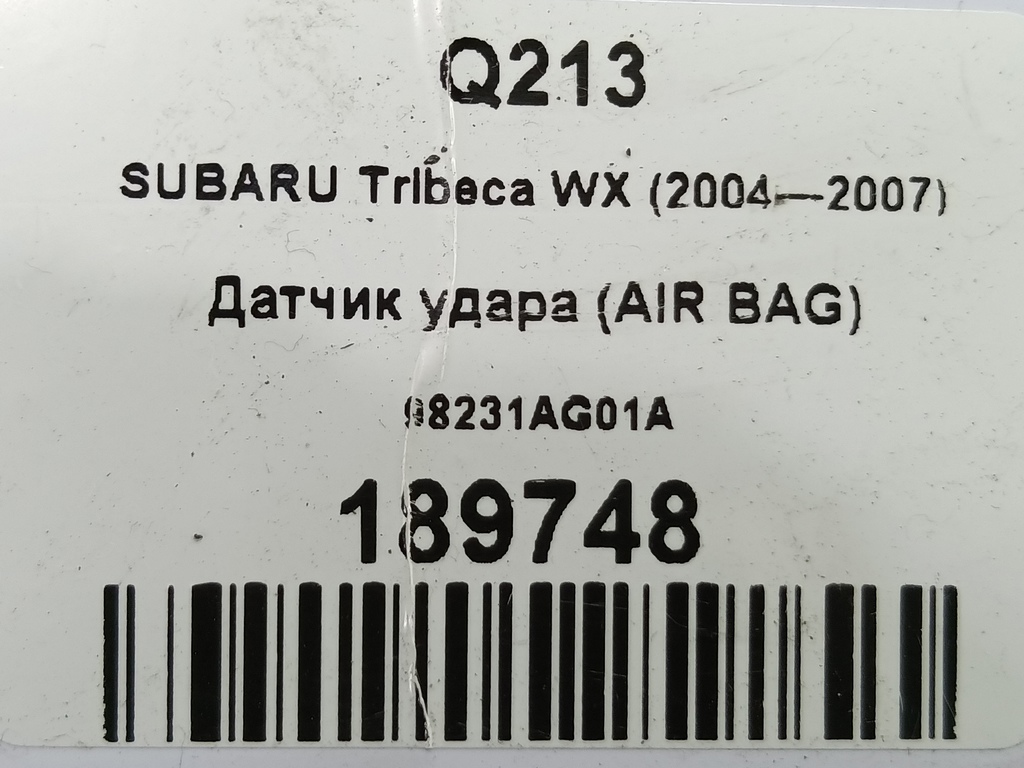 Q213
SUBARU Tribeca WX (2004—2007)
Датчик удара (AIR BAG)
98231AG01A
189748